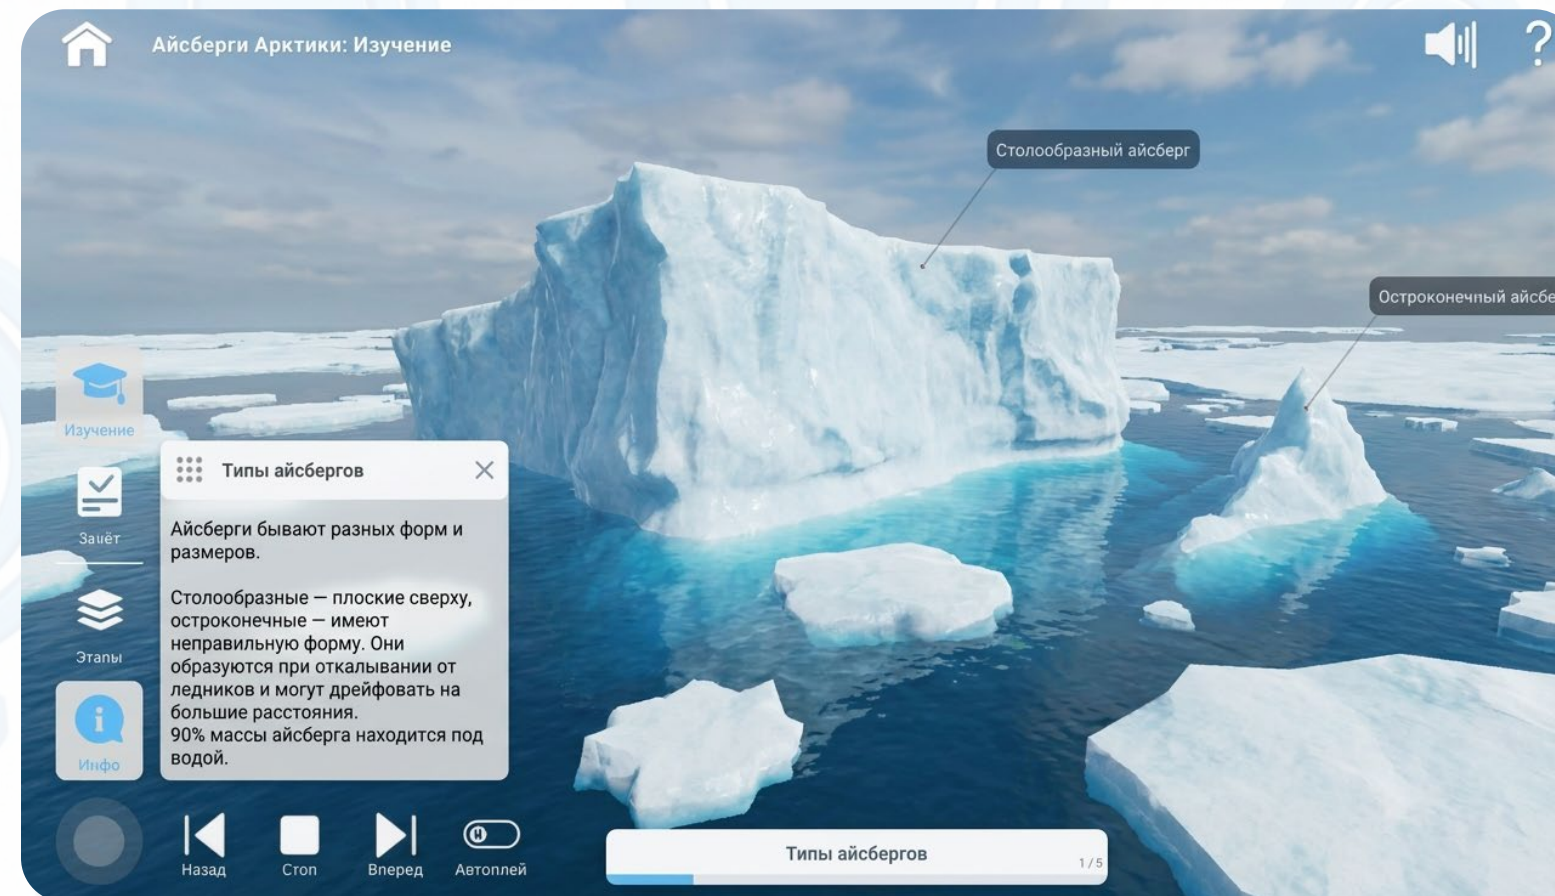 Айсберги Арктики: Изучение
?
Столообразный айсберг
Остроконечный айсбе
Изучение
Типы айсбергов
Зачёт
Айсберги бывают разных форм и
размеров.
Столообразные — плоские сверху,
остроконечные — имеют
неправильную форму. Они
образуются при откалывании от
ледников и могут дрейфовать на
большие расстояния.
90% массы айсберга находится под
водой.
Этапы
Инфо
Назад
Стоп
Вперед
Автоплей
Типы айсбергов
1/5